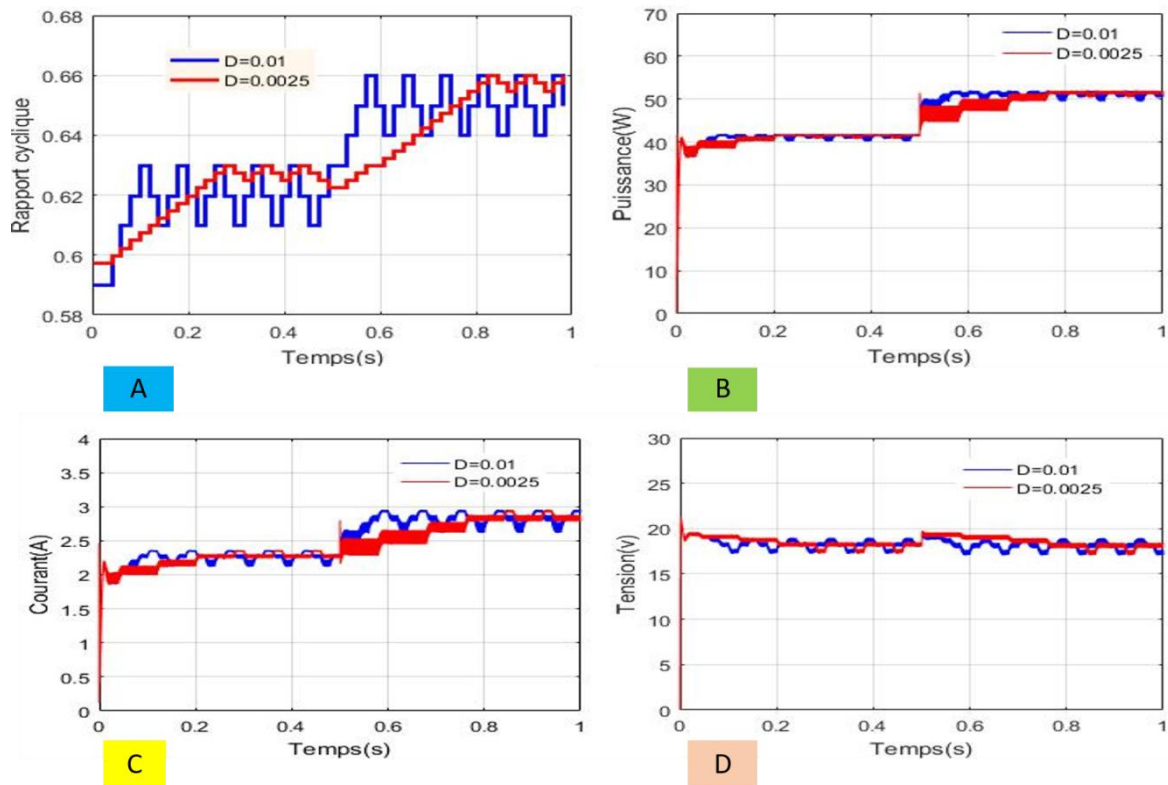 0.68
0.66
0.64
0.62
0.6
0.58
Rapport cyclique
D=0.01
D=0.0025
0 0.2 0.4 0.6 0.8 1
Temps(s)
A
70
60
50
40
30
20
10
0
Puissance(W)
D=0.01
D=0.0025
0 0.2 0.4 0.6 0.8 1
Temps(s)
B
4
3.5
3
2.5
2
1.5
1
0.5
0
Courant(A)
D=0.01
D=0.0025
0 0.2 0.4 0.6 0.8 1
Temps(s)
C
30
25
20
15
10
5
0
Tension(v)
D=0.01
D=0.0025
0 0.2 0.4 0.6 0.8 1
Temps(s)
D